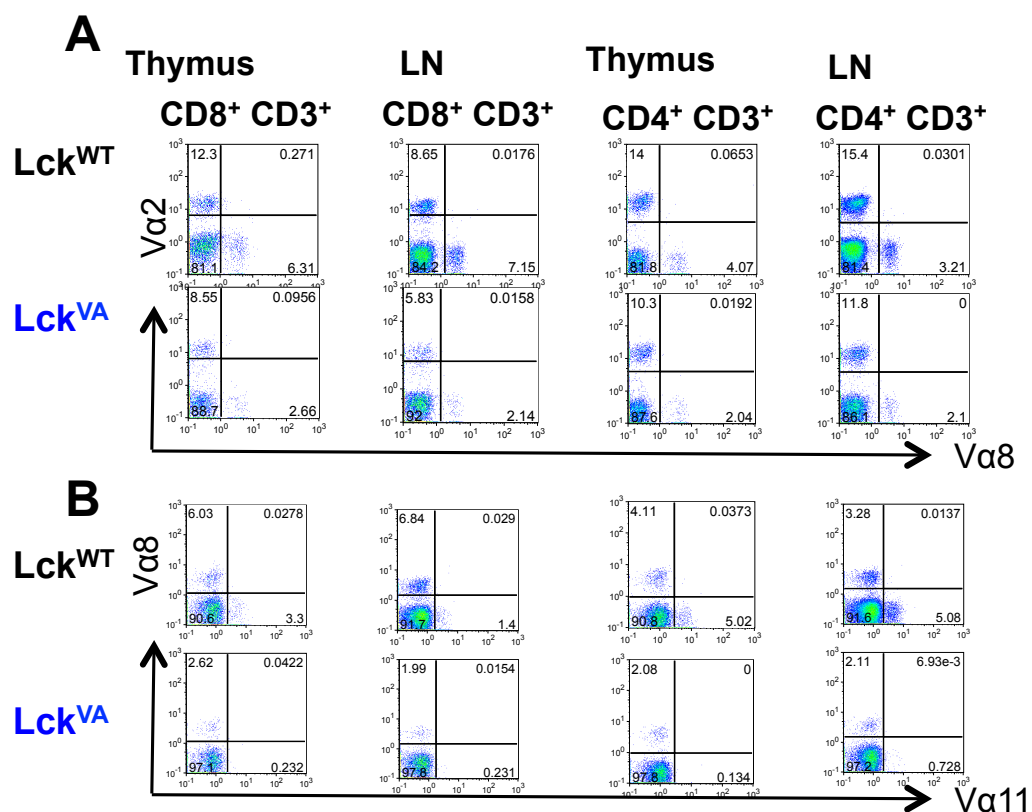 A
Thymus LN Thymus LN
CD8⁺ CD3⁺ CD8⁺ CD3⁺ CD4⁺ CD3⁺ CD4⁺ CD3⁺
Lckᵂᵀ
Vα2
12.3 0.271 8.65 0.0176 14 0.0653 15.4 0.0301
81.1 6.31 84.2 7.15 81.8 4.07 81.4 3.21
Lckⱽᴬ
8.55 0.0956 5.83 0.0158 10.3 0.0192 11.8 0
88.7 2.66 92 2.14 87.6 2.04 86.1 2.1
Vα8
B
Lckᵂᵀ
Vα8
6.03 0.0278 6.84 0.029 4.11 0.0373 3.28 0.0137
90.6 3.3 91.7 1.4 90.8 5.02 91.6 5.08
Lckⱽᴬ
2.62 0.0422 1.99 0.0154 2.08 0 2.11 6.93e-3
97.1 0.232 97.8 0.231 97.8 0.134 97.2 0.728
Vα11